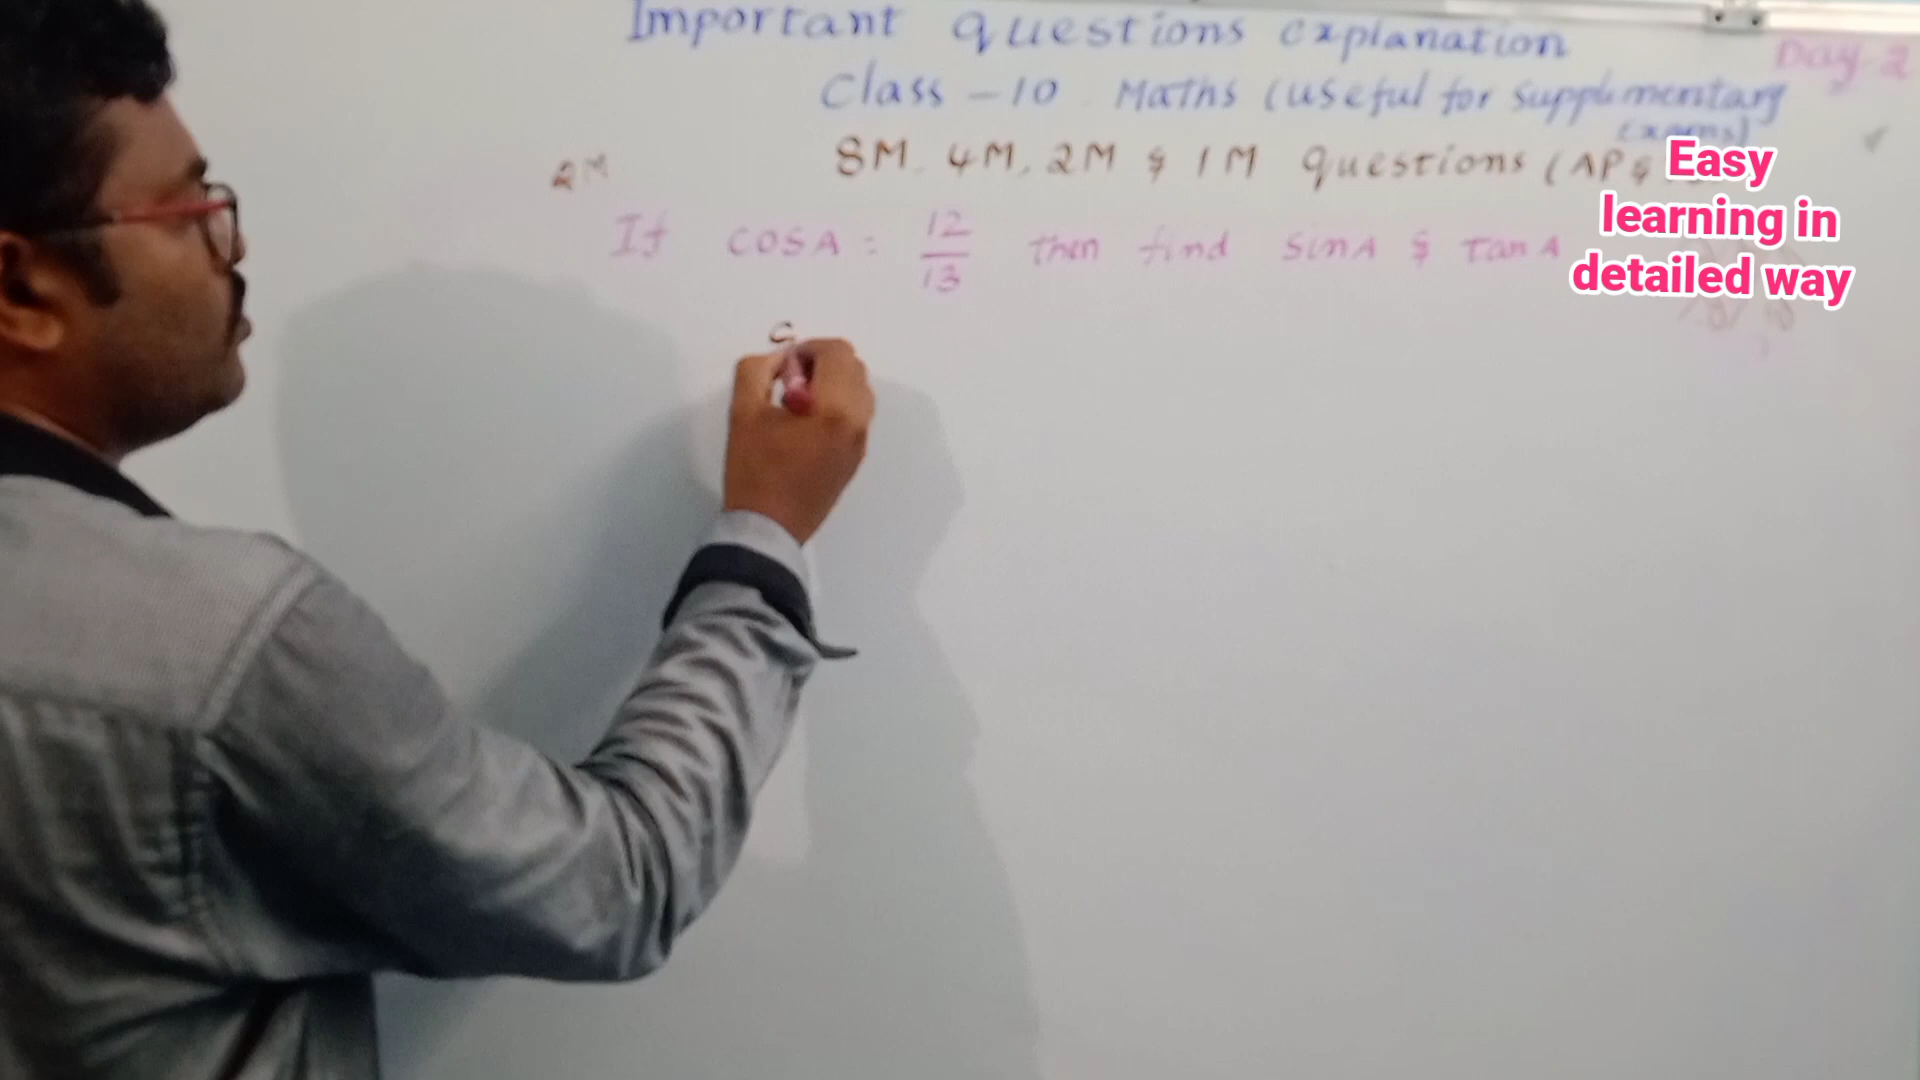 Important questions explanation
Day-2
Class-10 Maths (useful for supplimentary
exams)
8M, 4M, 2M & 1M questions (AP &
2M
If COSA = 12/13 Then find SinA & TanA
Easy
learning in
detailed way